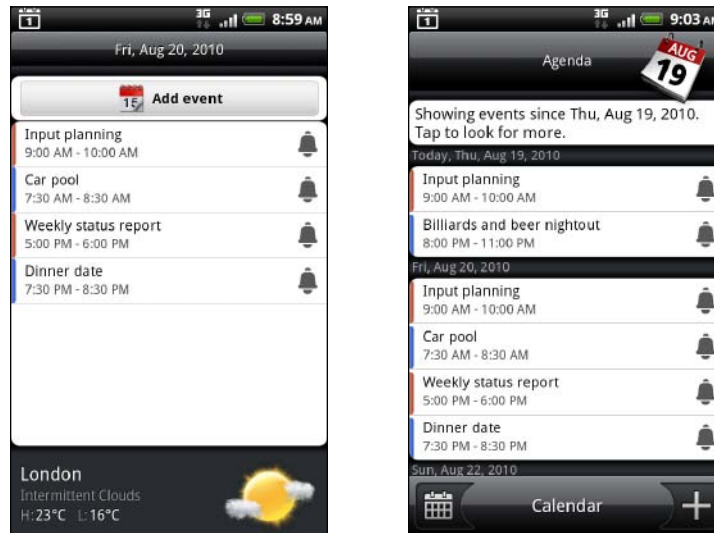 1
3G
8:59 AM
Fri, Aug 20, 2010
15
Add event
Input planning
9:00 AM - 10:00 AM
Car pool
7:30 AM - 8:30 AM
Weekly status report
5:00 PM - 6:00 PM
Dinner date
7:30 PM - 8:30 PM
London
Intermittent Clouds
H:23°C L:16°C
1
3G
9:03 AM
Agenda
AUG
19
Showing events since Thu, Aug 19, 2010.
Tap to look for more.
Today, Thu, Aug 19, 2010
Input planning
9:00 AM - 10:00 AM
Billiards and beer nightout
8:00 PM - 11:00 PM
Fri, Aug 20, 2010
Input planning
9:00 AM - 10:00 AM
Car pool
7:30 AM - 8:30 AM
Weekly status report
5:00 PM - 6:00 PM
Dinner date
7:30 PM - 8:30 PM
Sun, Aug 22, 2010
Calendar